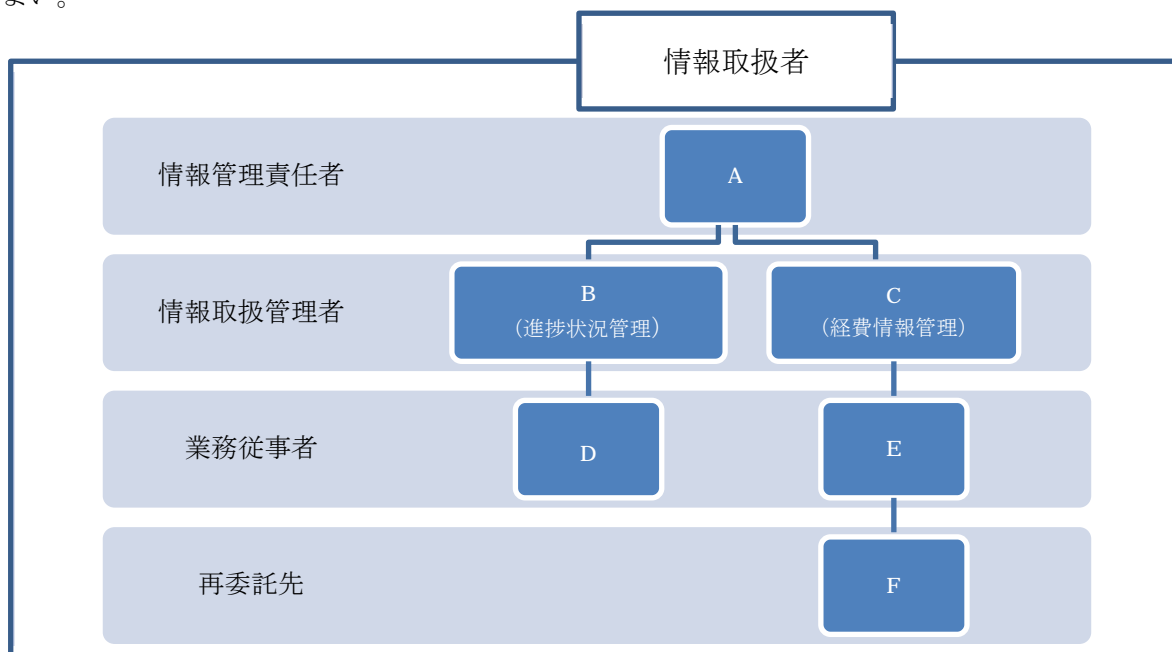 ない。
情報取扱者
情報管理責任者
A
情報取扱管理者
B
（進捗状況管理）
C
（経費情報管理）
業務従事者
D
E
再委託先
F